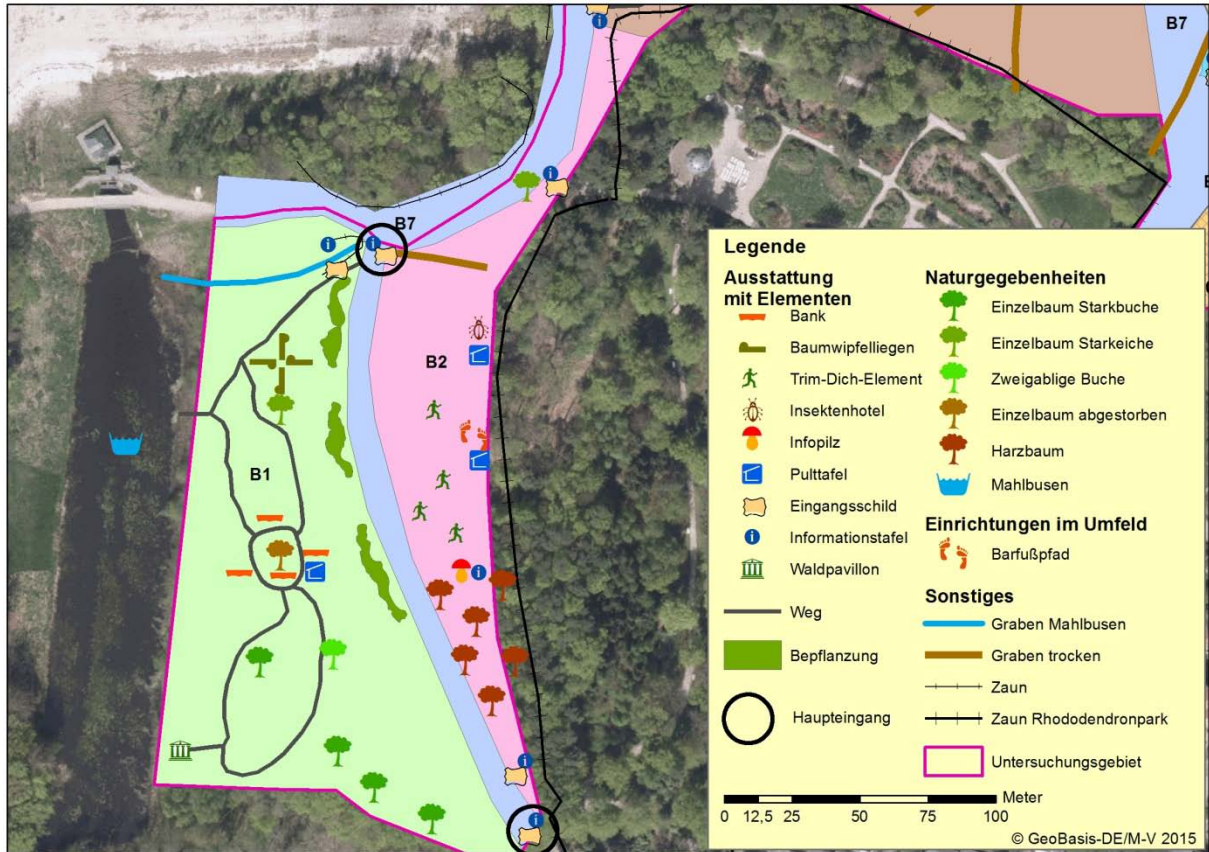 B7
B7
B2
B1
Legende
Ausstattung
mit Elementen
Bank
Baumwipfelliegen
Trim-Dich-Element
Insektenhotel
Infopilz
Pulttafel
Eingangsschild
Informationstafel
Waldpavillon
Weg
Bepflanzung
Haupteingang
Naturgegebenheiten
Einzelbaum Starkbuche
Einzelbaum Starkeiche
Zweigablige Buche
Einzelbaum abgestorben
Harzbaum
Mahlbusen
Einrichtungen im Umfeld
Barfußpfad
Sonstiges
Graben Mahlbusen
Graben trocken
Zaun
Zaun Rhododendronpark
Untersuchungsgebiet
Meter
0 12,5 25 50 75 100
© GeoBasis-DE/M-V 2015